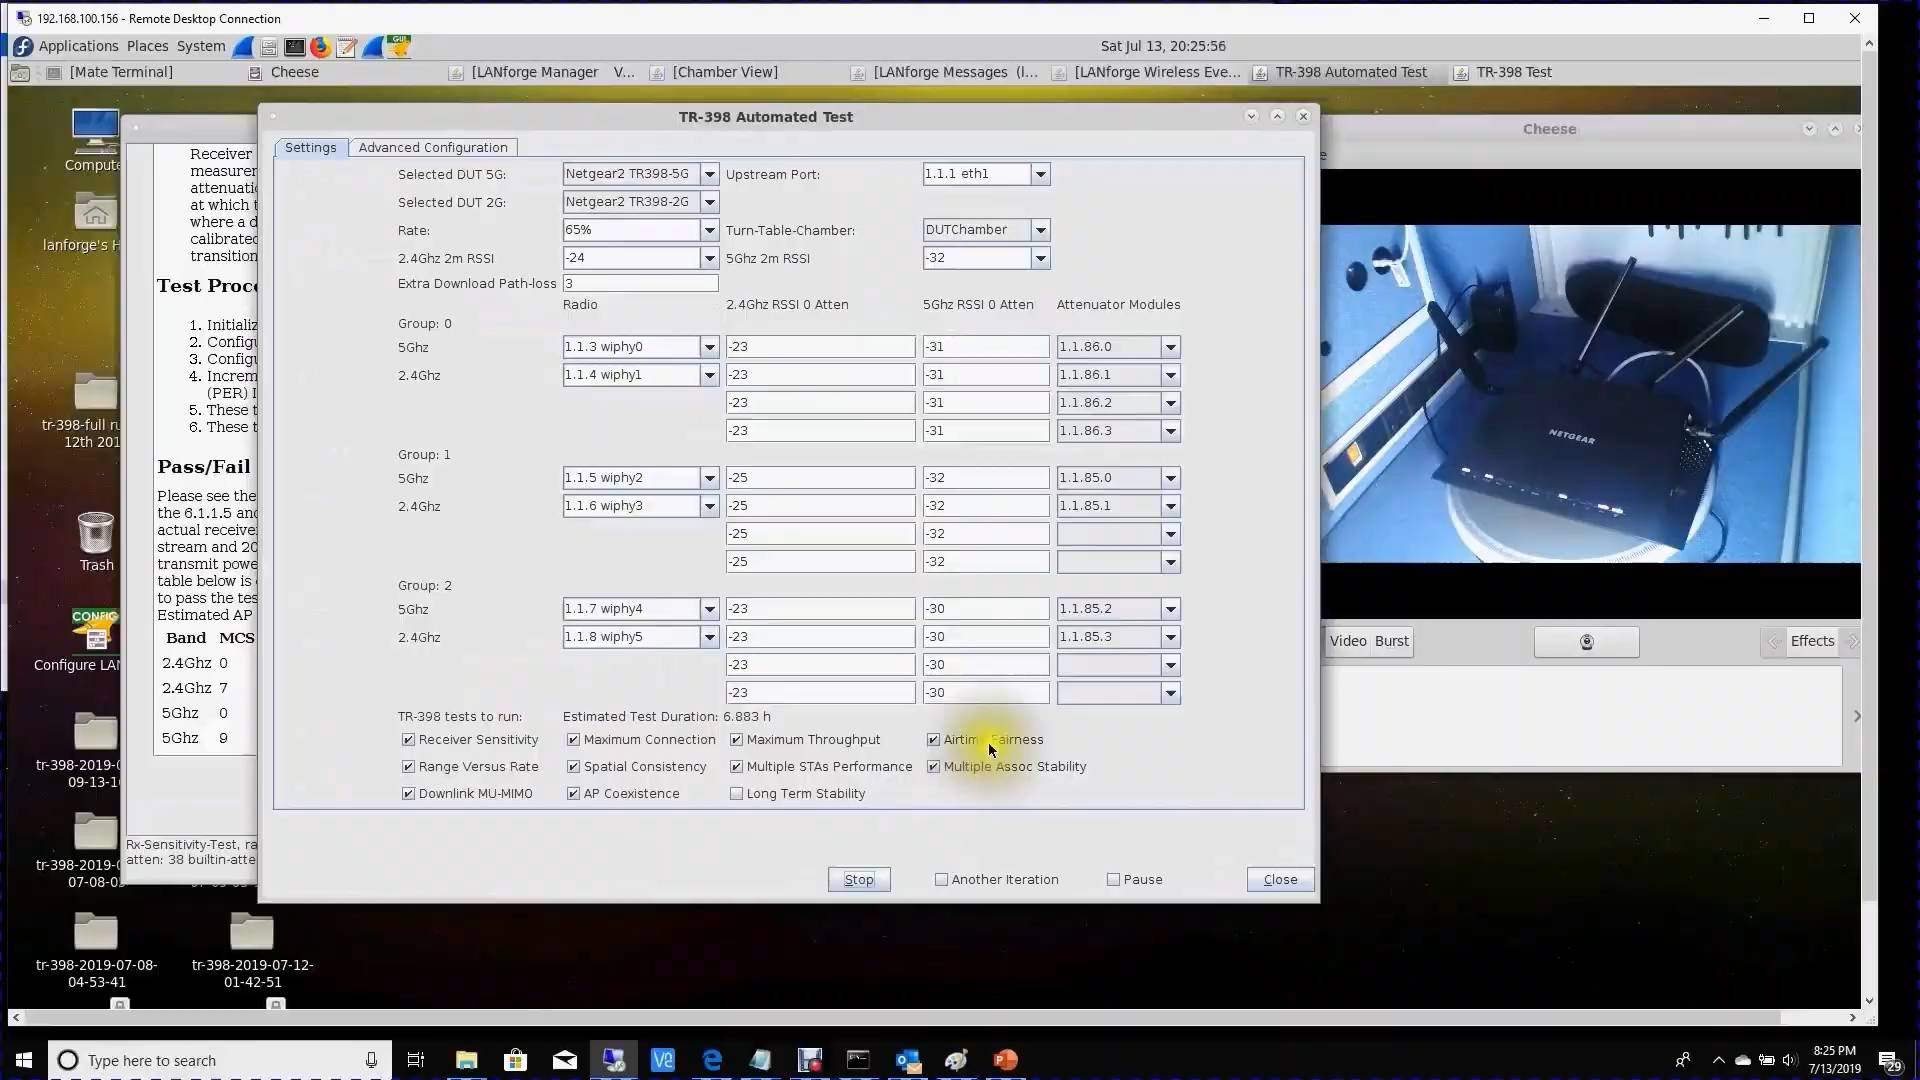 192.168.100.156 - Remote Desktop Connection
Applications Places System
GUI
Sat Jul 13, 20:25:56
[Mate Terminal]
Cheese
[LANforge Manager V...
[Chamber View]
[LANforge Messages (l...
[LANforge Wireless Eve...
TR-398 Automated Test
TR-398 Test
TR-398 Automated Test
Cheese
Settings
Advanced Configuration
Selected DUT 5G:
Netgear2 TR398-5G
Upstream Port:
1.1.1 eth1
Selected DUT 2G:
Netgear2 TR398-2G
Rate:
65%
Turn-Table-Chamber:
DUTChamber
2.4Ghz 2m RSSI
-24
5Ghz 2m RSSI
-32
Extra Download Path-loss
3
Radio
2.4Ghz RSSI 0 Atten
5Ghz RSSI 0 Atten
Attenuator Modules
Group: 0
5Ghz
1.1.3 wiphy0
-23
-31
1.1.86.0
2.4Ghz
1.1.4 wiphy1
-23
-31
1.1.86.1
-23
-31
1.1.86.2
-23
-31
1.1.86.3
Group: 1
5Ghz
1.1.5 wiphy2
-25
-32
1.1.85.0
2.4Ghz
1.1.6 wiphy3
-25
-32
1.1.85.1
-25
-32
-25
-32
Group: 2
5Ghz
1.1.7 wiphy4
-23
-30
1.1.85.2
2.4Ghz
1.1.8 wiphy5
-23
-30
1.1.85.3
-23
-30
-23
-30
TR-398 tests to run:
Estimated Test Duration: 6.883 h
Receiver Sensitivity
Maximum Connection
Maximum Throughput
Airtime Fairness
Range Versus Rate
Spatial Consistency
Multiple STAs Performance
Multiple Assoc Stability
Downlink MU-MIMO
AP Coexistence
Long Term Stability
Stop
Another Iteration
Pause
Close
Receiver
measurer
attenuatio
at which t
where a d
calibrated
transition
Test Proc
1. Initializ
2. Config
3. Config
4. Increm
(PER) I
5. These t
6. These t
Pass/Fail
Please see the
the 6.1.1.5 and
actual receive
stream and 20
transmit powe
table below is
to pass the tes
Estimated AP
Band MCS
2.4Ghz 0
2.4Ghz 7
5Ghz 0
5Ghz 9
Rx-Sensitivity-Test, ra
atten: 38 builtin-atte
Compute
lanforge's H
tr-398-full ru
12th 201
Trash
CONFIG
Configure LAN
tr-398-2019-0
09-13-1
tr-398-2019-0
07-08-0
tr-398-2019-07-08-
04-53-41
tr-398-2019-07-12-
01-42-51
NETGEAR
Video
Burst
Effects
Type here to search
8:25 PM
7/13/2019
29